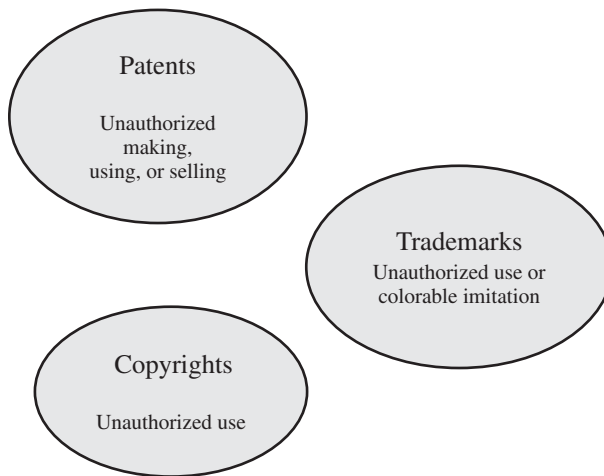 Patents
Unauthorized
making,
using, or selling
Trademarks
Unauthorized use or
colorable imitation
Copyrights
Unauthorized use